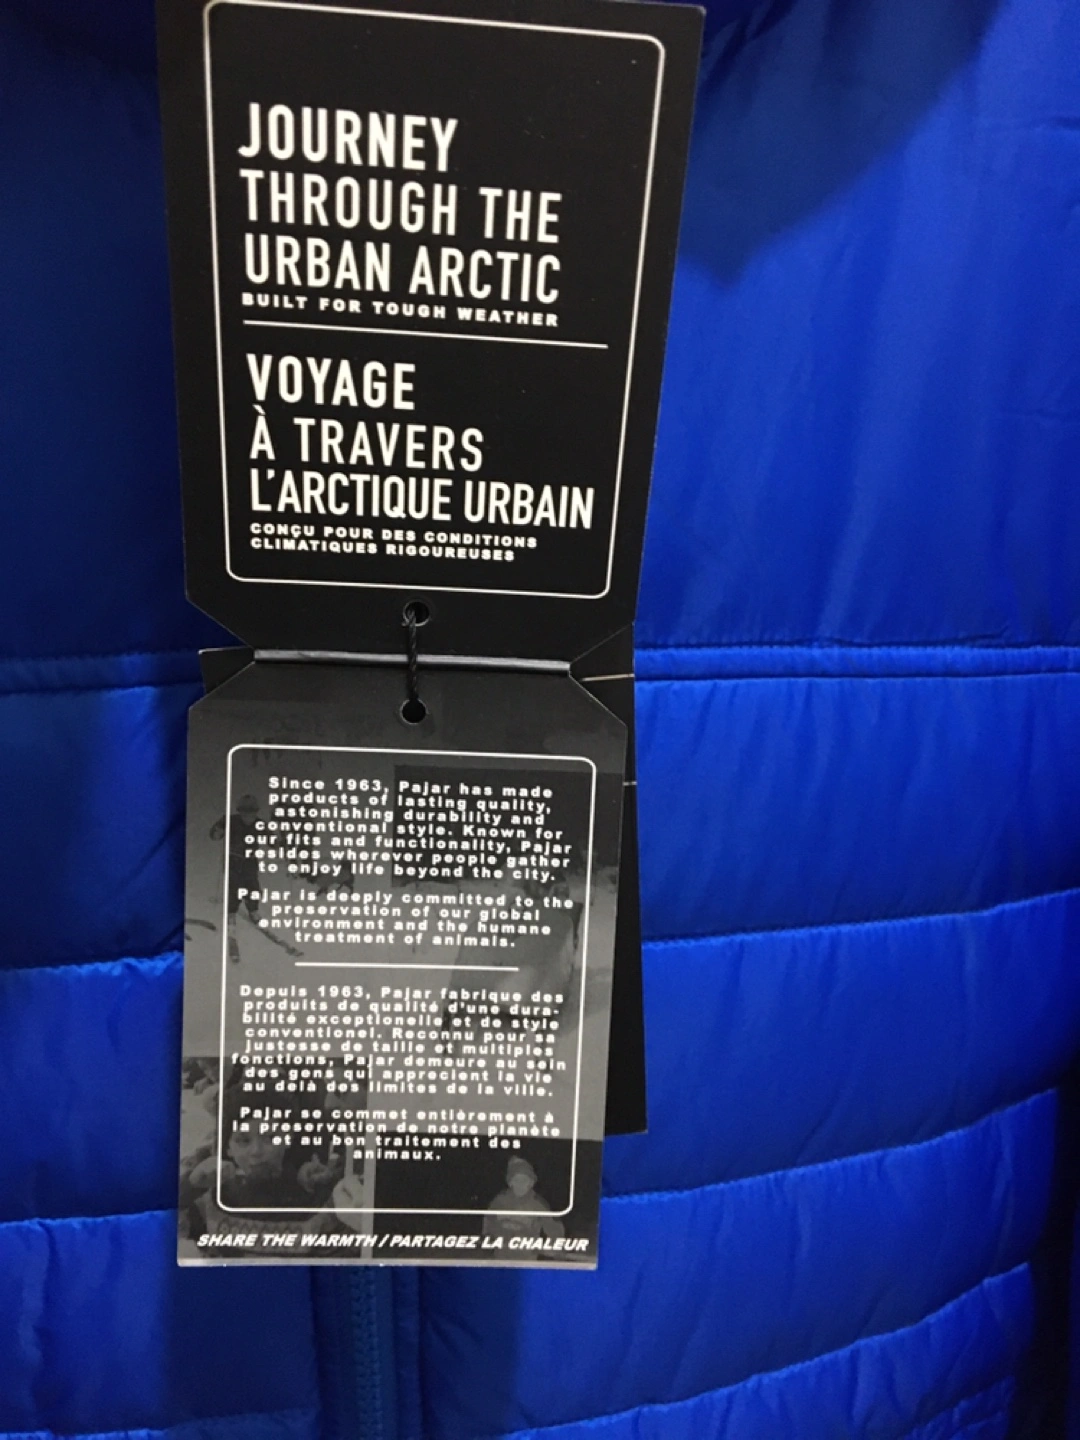 JOURNEY
THROUGH THE
URBAN ARCTIC
BUILT FOR TOUGH WEATHER
VOYAGE
À TRAVERS
L'ARCTIQUE URBAIN
CONÇU POUR DES CONDITIONS
CLIMATIQUES RIGOUREUSES
Since 1963, Pajar has made
products of lasting quality,
astonishing durability and
conventional style. Known for
our fits and functionality, Pajar
resides wherever people gather
to enjoy life beyond the city.
Pajar is deeply committed to the
preservation of our global
environment and the humane
treatment of animals.
Depuis 1963, Pajar fabrique des
produits de qualité d'une dura-
bilité exceptionelle et de style
conventionel. Reconnu pour sa
justesse de taille et multiples
fonctions, Pajar demeure au sein
des gens qui apprecient la vie
au delà des limites de la ville.
Pajar se commet entièrement à
la preservation de notre planète
et au bon traitement des
animaux.
SHARE THE WARMTH / PARTAGEZ LA CHALEUR